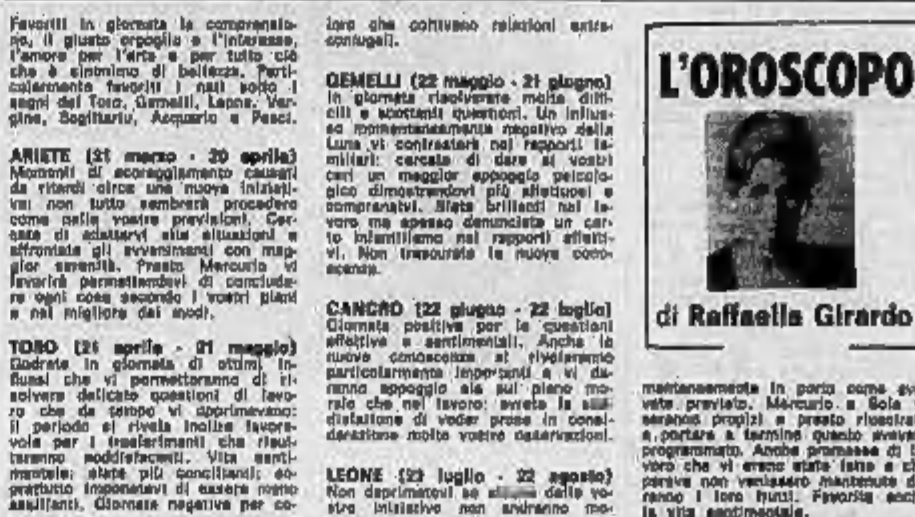 Favoriti in giornata la comprensio-
ne, il giusto orgoglio e l'interesse,
l'amore per l'arte e per tutto ciò
che è sinonimo di bellezza. Parti-
colarmente favoriti i nati sotto i
segni del Toro, Gemelli, Leone, Ver-
gine, Sagittario, Acquario e Pesci.
ARIETE (21 marzo - 20 aprile)
Momenti di scoraggiamento causati
da ritardi circa una nuova iniziati-
va: non tutto sembrerà procedere
come nelle vostre previsioni. Cer-
cate di adattarvi alle situazioni e
affrontate gli avvenimenti con mag-
gior serenità. Presto Mercurio vi
favorirà permettendovi di conclude-
re ogni cosa secondo i vostri piani
e nel migliore dei modi.
TORO (21 aprile - 21 maggio)
Godrete in giornata di ottimi in-
flussi che vi permetteranno di ri-
solvere delicate questioni di lavo-
ro che da tempo vi opprimevano:
il periodo si rivela inoltre favore-
vole per i trasferimenti che risul-
teranno soddisfacenti. Vita senti-
mentale: siate più concilianti; so-
prattutto imponetevi di essere meno
assillanti. Giornata negativa per co-
loro che coltivano relazioni extra-
coniugali.
GEMELLI (22 maggio - 21 giugno)
In giornata risolverete molte diffi-
cili e scottanti questioni. Un influs-
so momentaneamente negativo della
Luna vi contrasterà nei rapporti fa-
miliari: cercate di dare ai vostri
cari un maggior appoggio psicolo-
gico dimostrandovi più affettuosi e
comprensivi. Siete brillanti nel la-
voro ma spesso denunciate un cer-
to infantilismo nei rapporti affetti-
vi. Non trascurate le nuove cono-
scenze.
CANCRO (22 giugno - 22 luglio)
Giornata positiva per le questioni
affettive e sentimentali. Anche le
nuove conoscenze si riveleranno
particolarmente importanti e vi da-
ranno appoggio sia sul piano mo-
rale che nel lavoro: avrete la sod-
disfazione di veder prese in consi-
derazione molte vostre osservazioni.
LEONE (23 luglio - 22 agosto)
Non deprimetevi se alcune delle vo-
stre iniziative non andranno mo-
L'OROSCOPO
di Raffaella Girardo
mentaneamente in porto come ave-
vate previsto. Mercurio e Sole
saranno propizi e presto riuscire
a portare a termine quanto aveva
programmato. Anche promesse di l
voro che vi erano state fatte e c
pareva non venissero mantenute d
ranno i loro frutti. Favorita anc
la vita sentimentale.